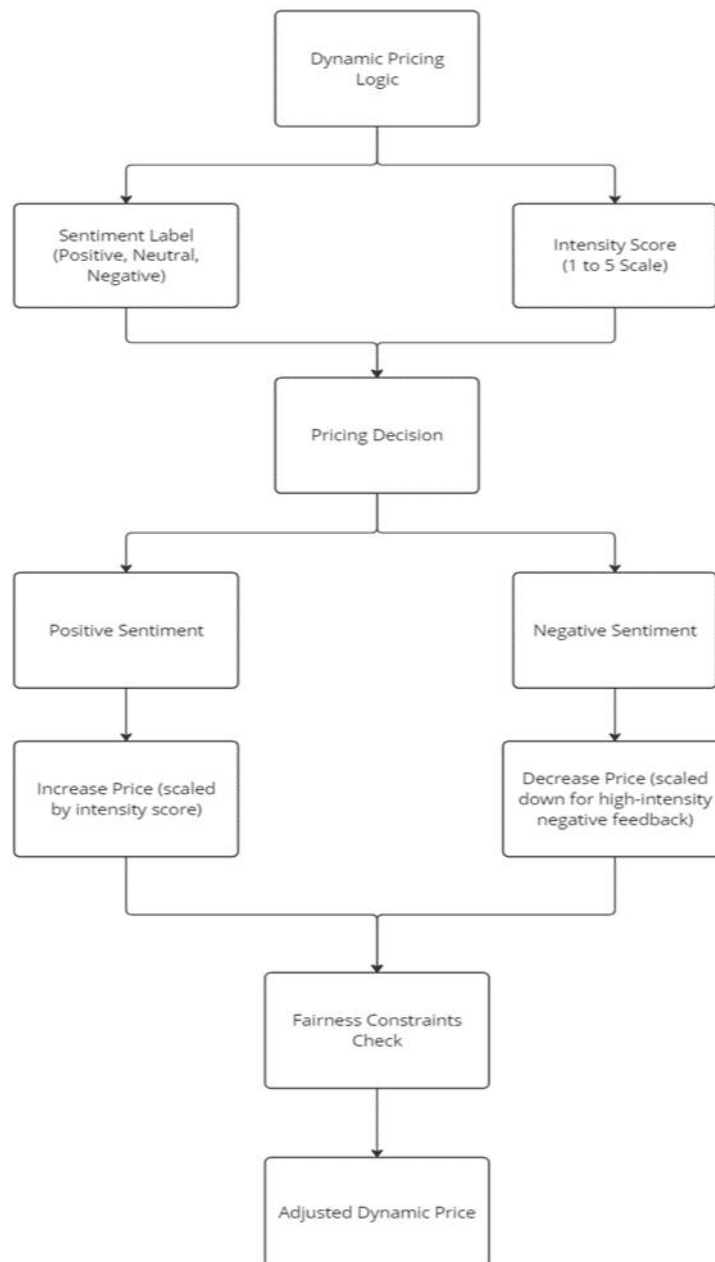 Dynamic Pricing
Logic
Sentiment Label
(Positive, Neutral,
Negative)
Intensity Score
(1 to 5 Scale)
Pricing Decision
Positive Sentiment
Negative Sentiment
Increase Price (scaled
by intensity score)
Decrease Price (scaled
down for high-intensity
negative feedback)
Fairness Constraints
Check
Adjusted Dynamic Price